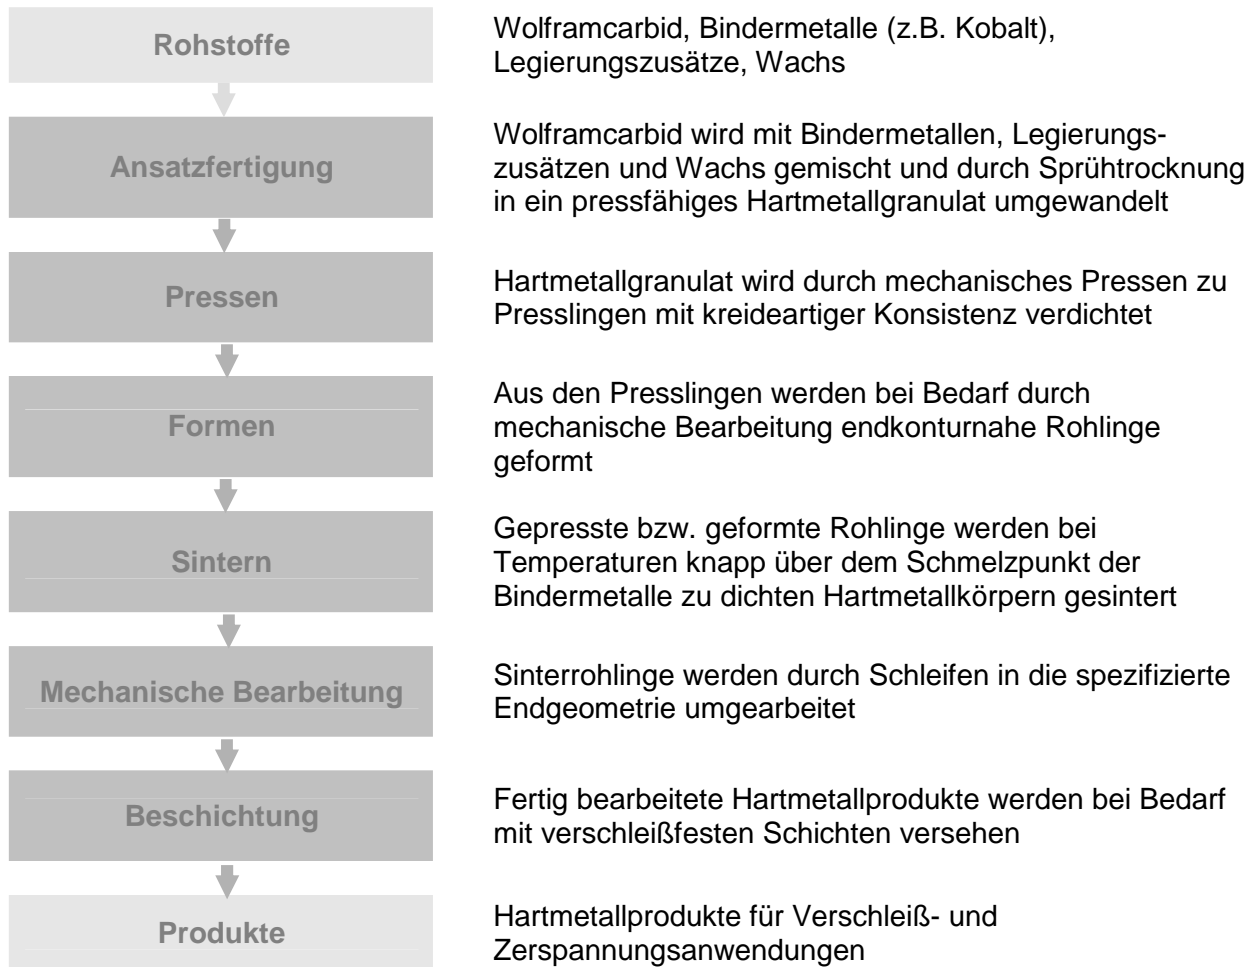 Rohstoffe
Wolframcarbid, Bindermetalle (z.B. Kobalt),
Legierungszusätze, Wachs
Ansatzfertigung
Wolframcarbid wird mit Bindermetallen, Legierungs-
zusätzen und Wachs gemischt und durch Sprühtrocknung
in ein pressfähiges Hartmetallgranulat umgewandelt
Pressen
Hartmetallgranulat wird durch mechanisches Pressen zu
Presslingen mit kreideartiger Konsistenz verdichtet
Formen
Aus den Presslingen werden bei Bedarf durch
mechanische Bearbeitung endkonturnahe Rohlinge
geformt
Sintern
Gepresste bzw. geformte Rohlinge werden bei
Temperaturen knapp über dem Schmelzpunkt der
Bindermetalle zu dichten Hartmetallkörpern gesintert
Mechanische Bearbeitung
Sinterrohlinge werden durch Schleifen in die spezifizierte
Endgeometrie umgearbeitet
Beschichtung
Fertig bearbeitete Hartmetallprodukte werden bei Bedarf
mit verschleißfesten Schichten versehen
Produkte
Hartmetallprodukte für Verschleiß- und
Zerspannungsanwendungen